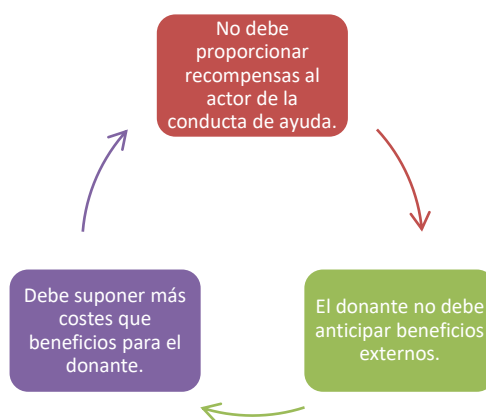 No debe
proporcionar
recompensas al
actor de la
conducta de ayuda.
El donante no debe
anticipar beneficios
externos.
Debe suponer más
costes que
beneficios para el
donante.